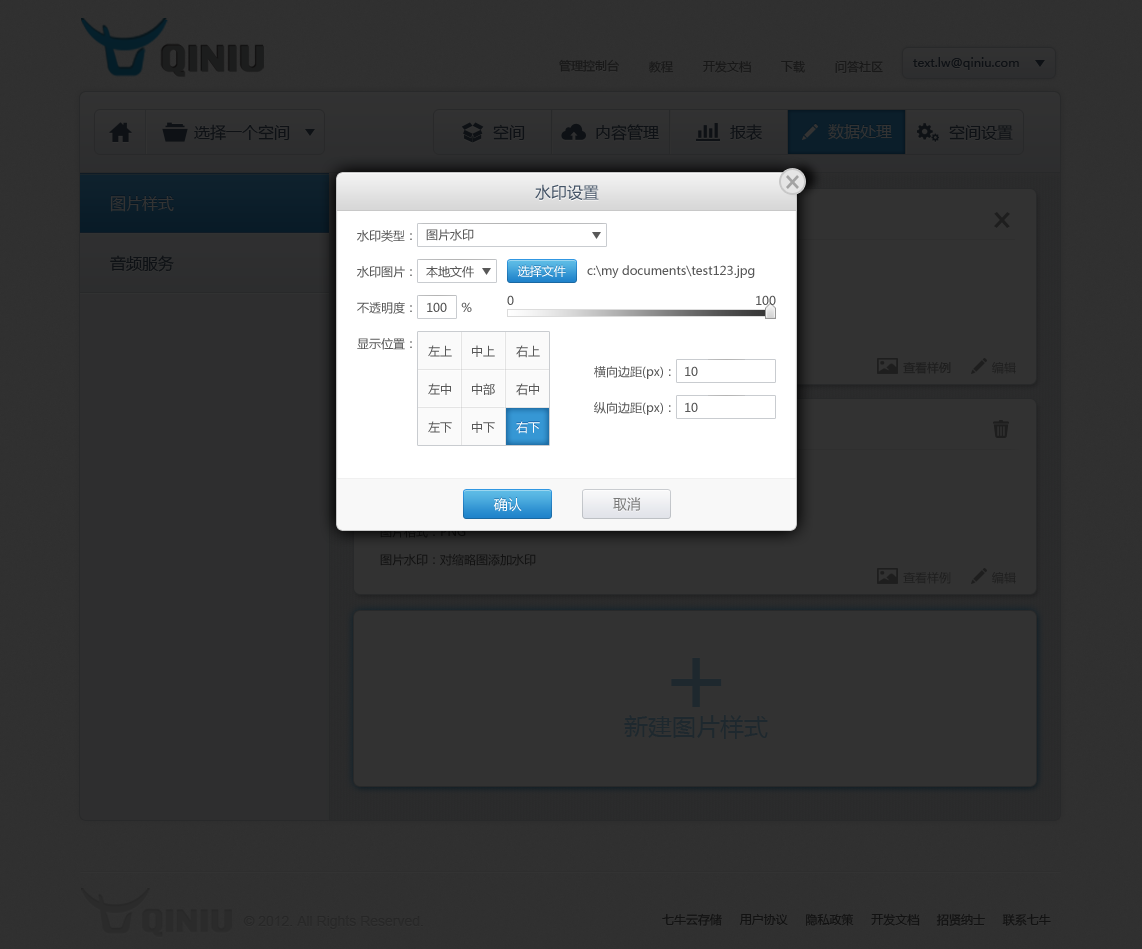 QINIU
管理控制台 教程 开发文档 下载 问答社区 text.lw@qiniu.com
选择一个空间 空间 内容管理 报表 数据处理 空间设置
图片样式
音频服务
水印设置
水印类型： 图片水印
水印图片： 本地文件 选择文件 c:\my documents\test123.jpg
不透明度： 100 % 0 100
显示位置：
左上 中上 右上
左中 中部 右中
左下 中下 右下
横向边距(px)： 10
纵向边距(px)： 10
确认 取消
查看样例 编辑
图片格式：PNG
图片水印：对缩略图添加水印
查看样例 编辑
新建图片样式
QINIU © 2012. All Rights Reserved.
七牛云存储 用户协议 隐私政策 开发文档 招贤纳士 联系七牛